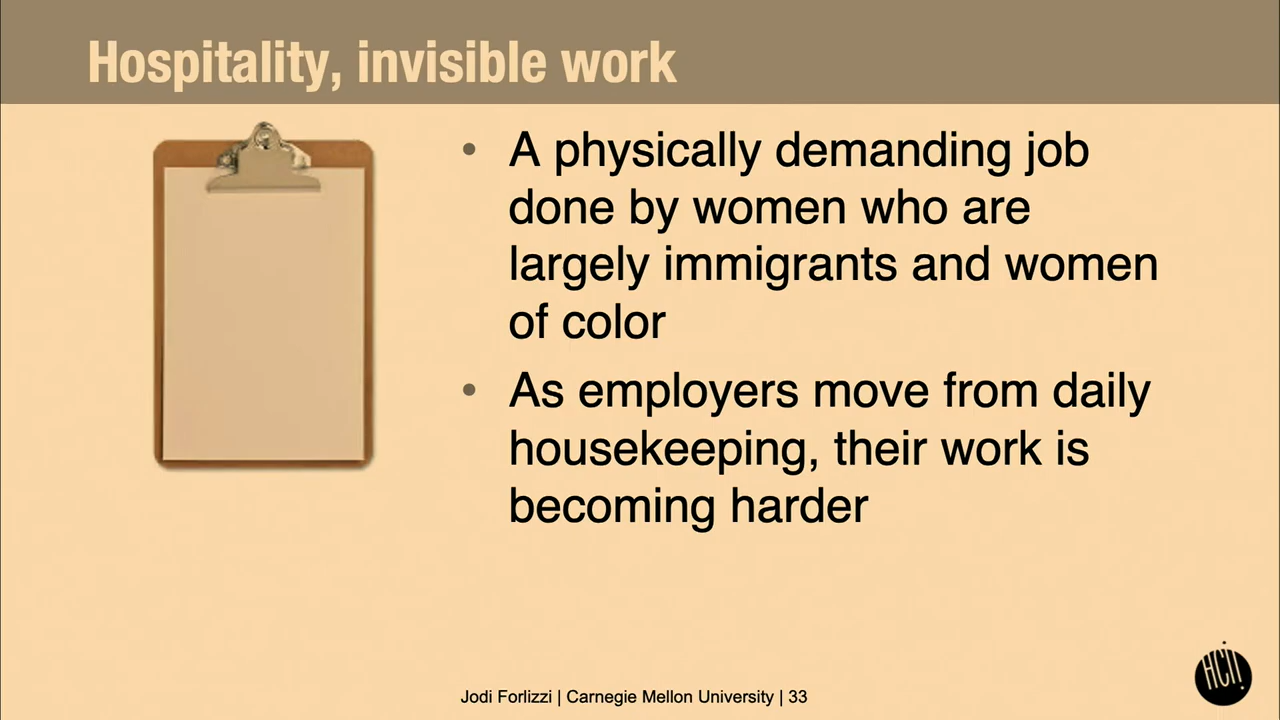 Hospitality, invisible work
• A physically demanding job
done by women who are
largely immigrants and women
of color
• As employers move from daily
housekeeping, their work is
becoming harder
Jodi Forlizzi | Carnegie Mellon University | 33
HCII